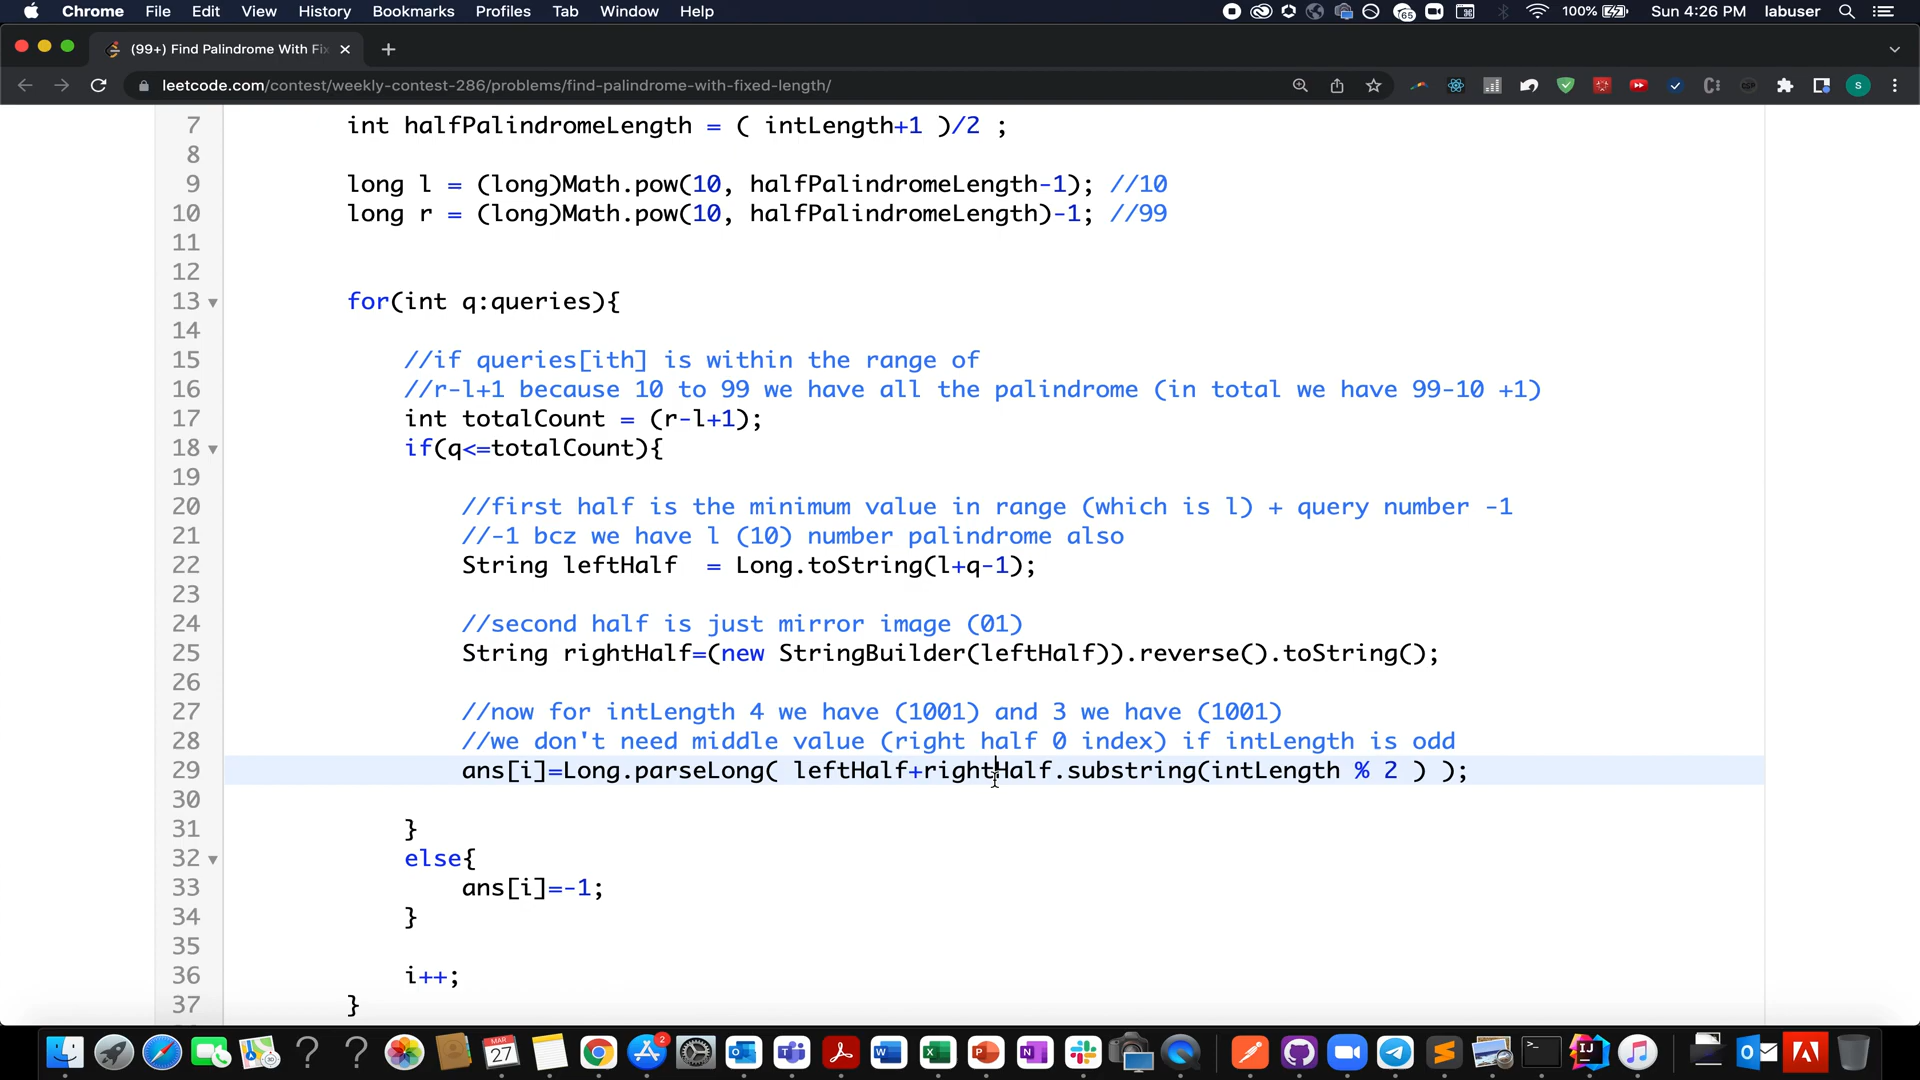 Chrome File Edit View History Bookmarks Profiles Tab Window Help 65 100% Sun 4:26 PM labuser
(99+) Find Palindrome With Fix
leetcode.com/contest/weekly-contest-286/problems/find-palindrome-with-fixed-length/ S
7 int halfPalindromeLength = ( intLength+1 )/2 ;
8
9 long l = (long)Math.pow(10, halfPalindromeLength-1); //10
10 long r = (long)Math.pow(10, halfPalindromeLength)-1; //99
11
12
13 for(int q:queries){
14
15 //if queries[ith] is within the range of
16 //r-l+1 because 10 to 99 we have all the palindrome (in total we have 99-10 +1)
17 int totalCount = (r-l+1);
18 if(q<=totalCount){
19
20 //first half is the minimum value in range (which is l) + query number -1
21 //-1 bcz we have l (10) number palindrome also
22 String leftHalf  = Long.toString(l+q-1);
23
24 //second half is just mirror image (01)
25 String rightHalf=(new StringBuilder(leftHalf)).reverse().toString();
26
27 //now for intLength 4 we have (1001) and 3 we have (1001)
28 //we don't need middle value (right half 0 index) if intLength is odd
29 ans[i]=Long.parseLong( leftHalf+rightHalf.substring(intLength % 2 ) );
30
31 }
32 else{
33 ans[i]=-1;
34 }
35
36 i++;
37 }
MAR 27 2